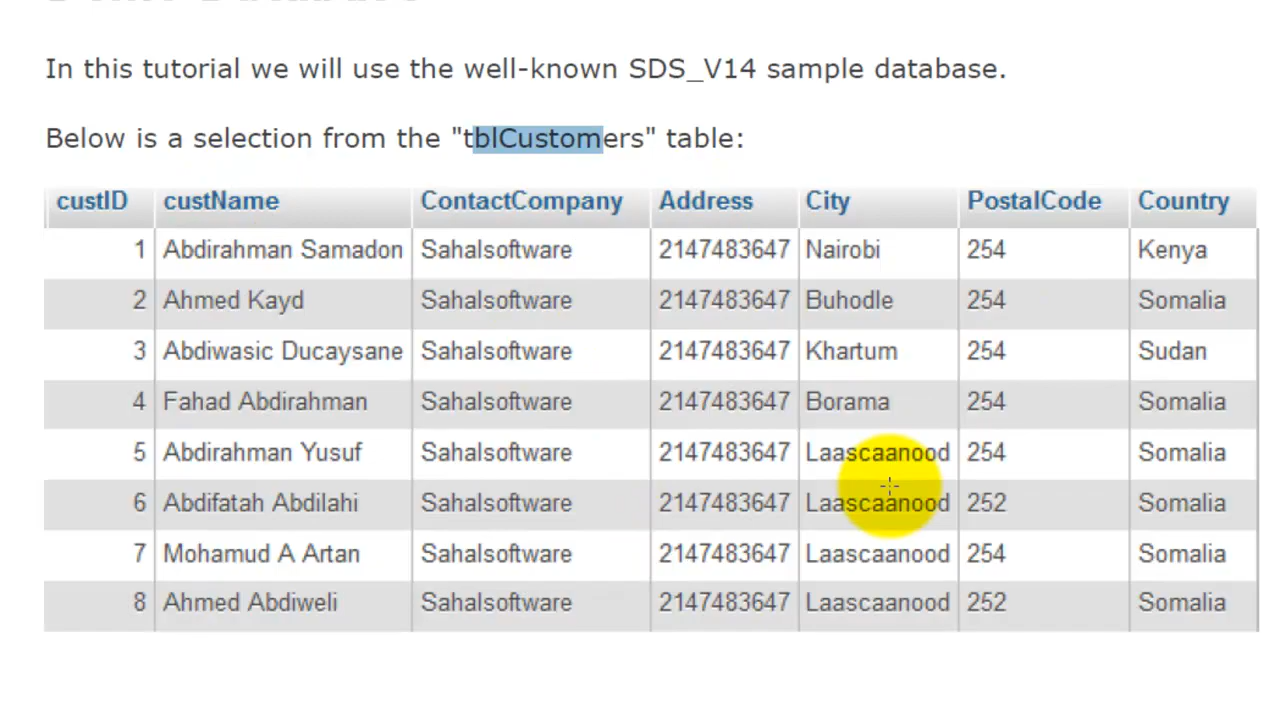 In this tutorial we will use the well-known SDS_V14 sample database.
Below is a selection from the "tblCustomers" table:
custID custName ContactCompany Address City PostalCode Country
1 Abdirahman Samadon Sahalsoftware 2147483647 Nairobi 254 Kenya
2 Ahmed Kayd Sahalsoftware 2147483647 Buhodle 254 Somalia
3 Abdiwasic Ducaysane Sahalsoftware 2147483647 Khartum 254 Sudan
4 Fahad Abdirahman Sahalsoftware 2147483647 Borama 254 Somalia
5 Abdirahman Yusuf Sahalsoftware 2147483647 Laascaanood 254 Somalia
6 Abdifatah Abdilahi Sahalsoftware 2147483647 Laascaanood 252 Somalia
7 Mohamud A Artan Sahalsoftware 2147483647 Laascaanood 254 Somalia
8 Ahmed Abdiweli Sahalsoftware 2147483647 Laascaanood 252 Somalia